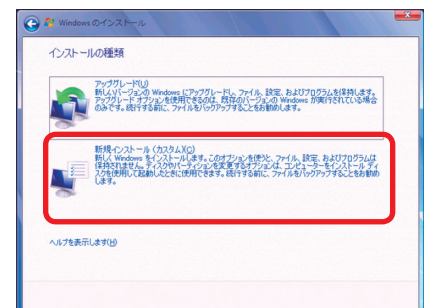 Windows のインストール
インストールの種類
アップグレード(U)
新しいバージョンの Windows にアップグレードし、ファイル、設定、およびプログラムを保持します。
アップグレード オプションを使用できるのは、既存のバージョンの Windows が実行されている場合
のみです。続行する前に、ファイルをバックアップすることをお勧めします。
新規インストール (カスタム)(C)
新しく Windows をインストールします。このオプションを使うと、ファイル、設定、およびプログラムは
保持されません。ディスクやパーティションを変更するオプションは、コンピューターをインストール ディ
スクを使用して起動したときに使用できます。続行する前に、ファイルをバックアップすることをお勧め
します。
ヘルプを表示します(H)